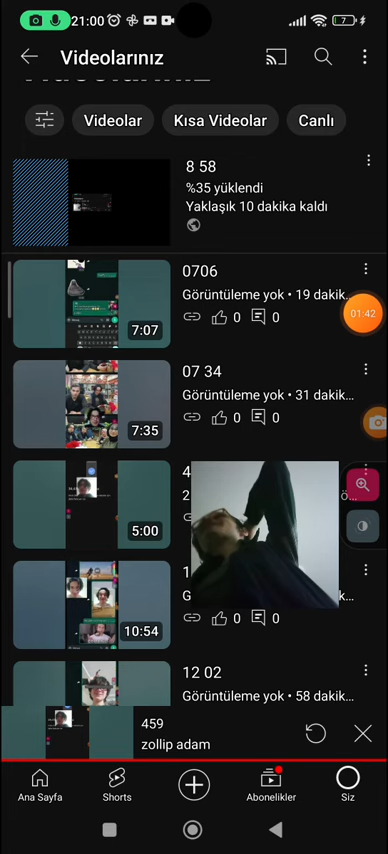 21:00
7
Videolarınız
Videolar
Kısa Videolar
Canlı
8 58
%35 yüklendi
Yaklaşık 10 dakika kaldı
0706
Görüntüleme yok • 19 dakik...
0
0
7:07
01:42
07 34
Görüntüleme yok • 31 dakik...
0
0
7:35
4
2
5:00
1
G
k...
0
0
10:54
12 02
Görüntüleme yok • 58 dakik...
459
zollip adam
Ana Sayfa
Shorts
Abonelikler
Siz